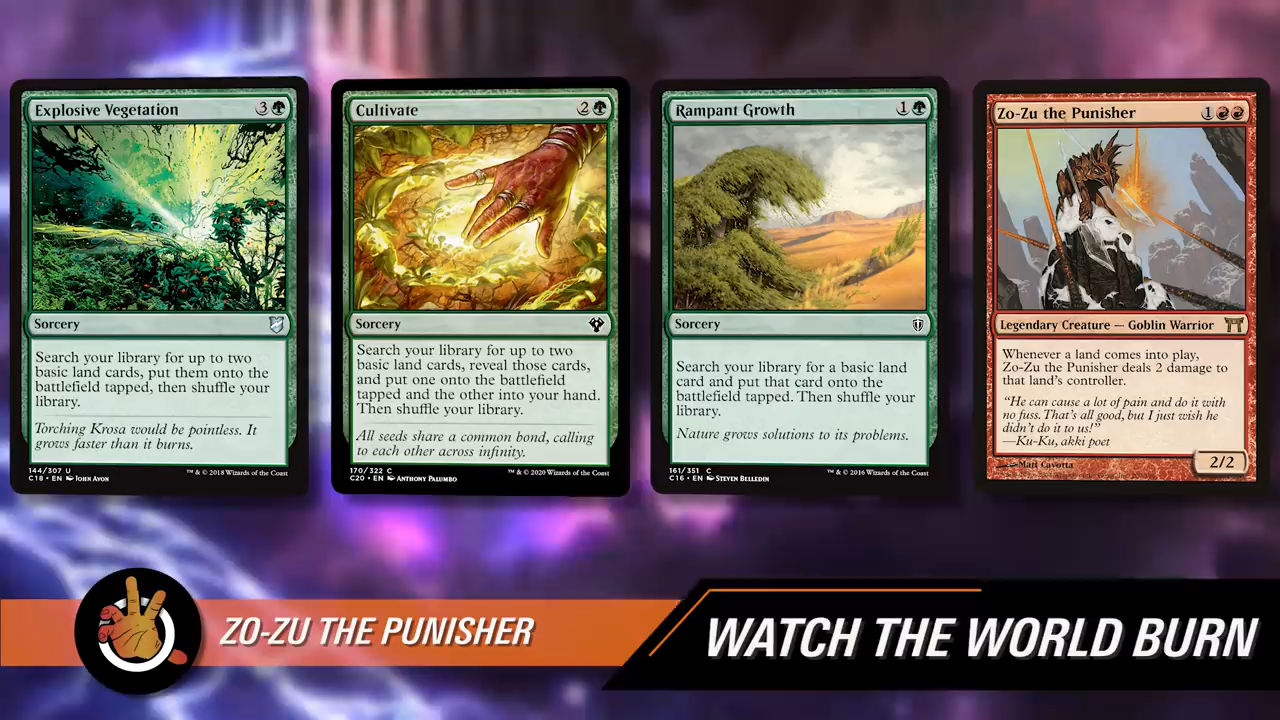 Explosive Vegetation 3
Sorcery
Search your library for up to two
basic land cards, put them onto the
battlefield tapped, then shuffle your
library.
Torching Krosa would be pointless. It
grows faster than it burns.
144/307 U
C18 • EN JOHN AVON
™ & © 2018 Wizards of the Coast
Cultivate 2
Sorcery
Search your library for up to two
basic land cards, reveal those cards,
and put one onto the battlefield
tapped and the other into your hand.
Then shuffle your library.
All seeds share a common bond, calling
to each other across infinity.
170/322 C
C20 • EN ANTHONY PALUMBO
™ & © 2020 Wizards of the Coast
Rampant Growth 1
Sorcery
Search your library for a basic land
card and put that card onto the
battlefield tapped. Then shuffle your
library.
Nature grows solutions to its problems.
161/351 C
C16 • EN STEVEN BELLEDIN
™ & © 2016 Wizards of the Coast
Zo-Zu the Punisher 1
Legendary Creature — Goblin Warrior
Whenever a land comes into play,
Zo-Zu the Punisher deals 2 damage to
that land's controller.
"He can cause a lot of pain and do it with
no fuss. That's all good, but I just wish he
didn't do it to us!"
—Ku-Ku, akki poet
Matt Cavotta
2/2
ZO-ZU THE PUNISHER
WATCH THE WORLD BURN